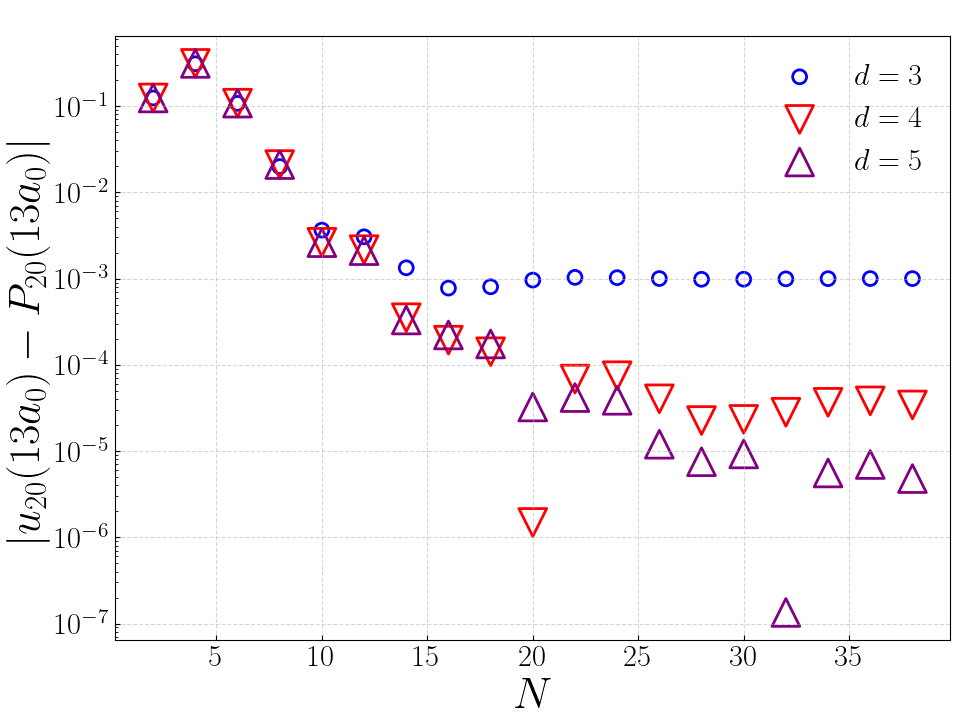 |u₂₀(13a₀) − P₂₀(13a₀)|
10⁻¹
10⁻²
10⁻³
10⁻⁴
10⁻⁵
10⁻⁶
10⁻⁷
d = 3
d = 4
d = 5
5 10 15 20 25 30 35
N